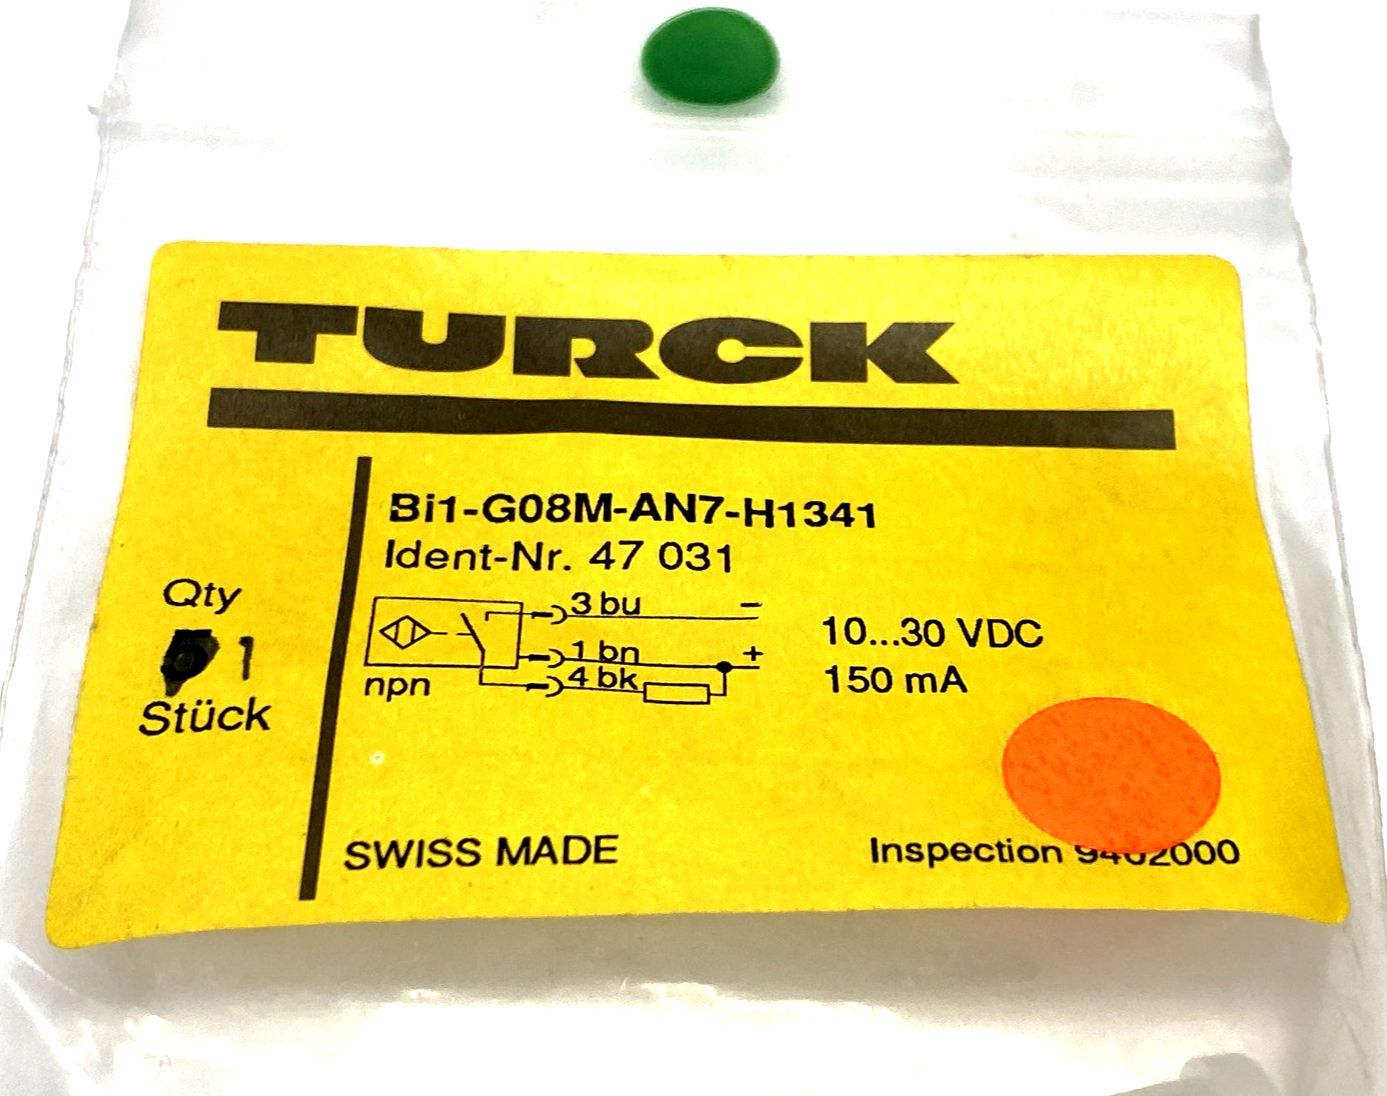 TURCK
Bi1-G08M-AN7-H1341
Ident-Nr. 47 031
Qty
1
Stück
3 bu −
1 bn +
4 bk
npn
10...30 VDC
150 mA
SWISS MADE
Inspection